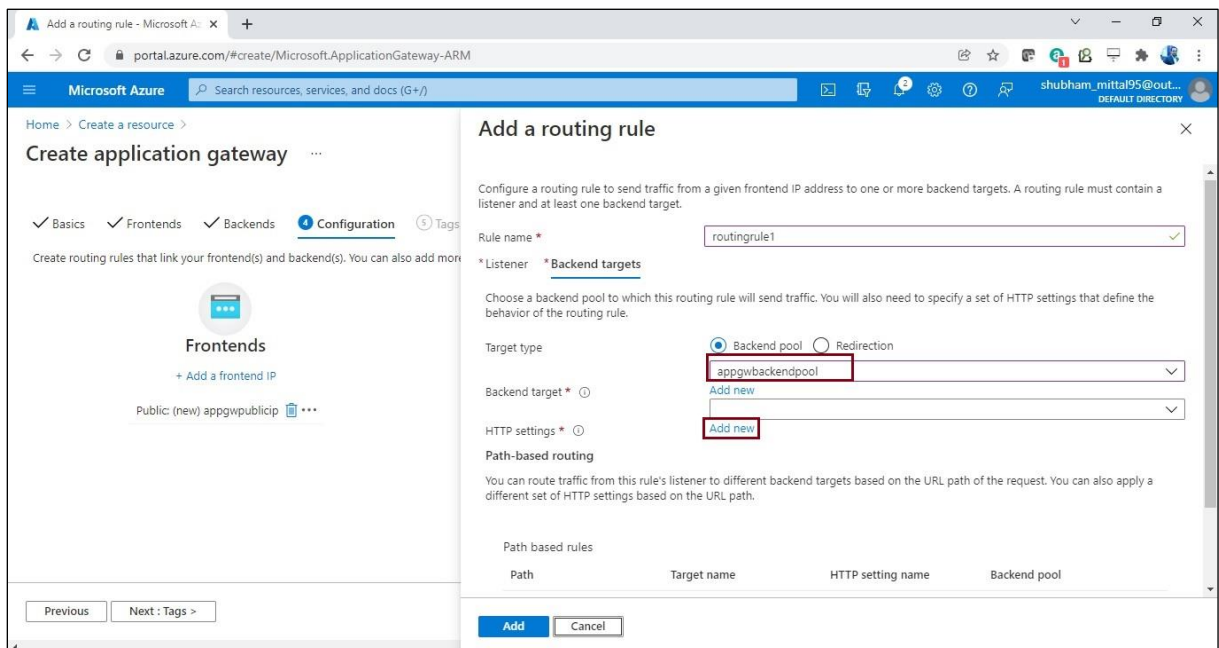 Add a routing rule - Microsoft A
portal.azure.com/#create/Microsoft.ApplicationGateway-ARM
1
Microsoft Azure
Search resources, services, and docs (G+/)
2
shubham_mittal95@out...
DEFAULT DIRECTORY
Home > Create a resource >
Create application gateway ...
Basics Frontends Backends 4 Configuration 5 Tags
Create routing rules that link your frontend(s) and backend(s). You can also add more
Frontends
+ Add a frontend IP
Public: (new) appgwpublicip
Previous
Next : Tags >
Add a routing rule
Configure a routing rule to send traffic from a given frontend IP address to one or more backend targets. A routing rule must contain a
listener and at least one backend target.
Rule name *
routingrule1
* Listener * Backend targets
Choose a backend pool to which this routing rule will send traffic. You will also need to specify a set of HTTP settings that define the
behavior of the routing rule.
Target type
Backend pool
Redirection
appgwbackendpool
Backend target *
Add new
HTTP settings *
Add new
Path-based routing
You can route traffic from this rule's listener to different backend targets based on the URL path of the request. You can also apply a
different set of HTTP settings based on the URL path.
Path based rules
Path Target name HTTP setting name Backend pool
Add
Cancel